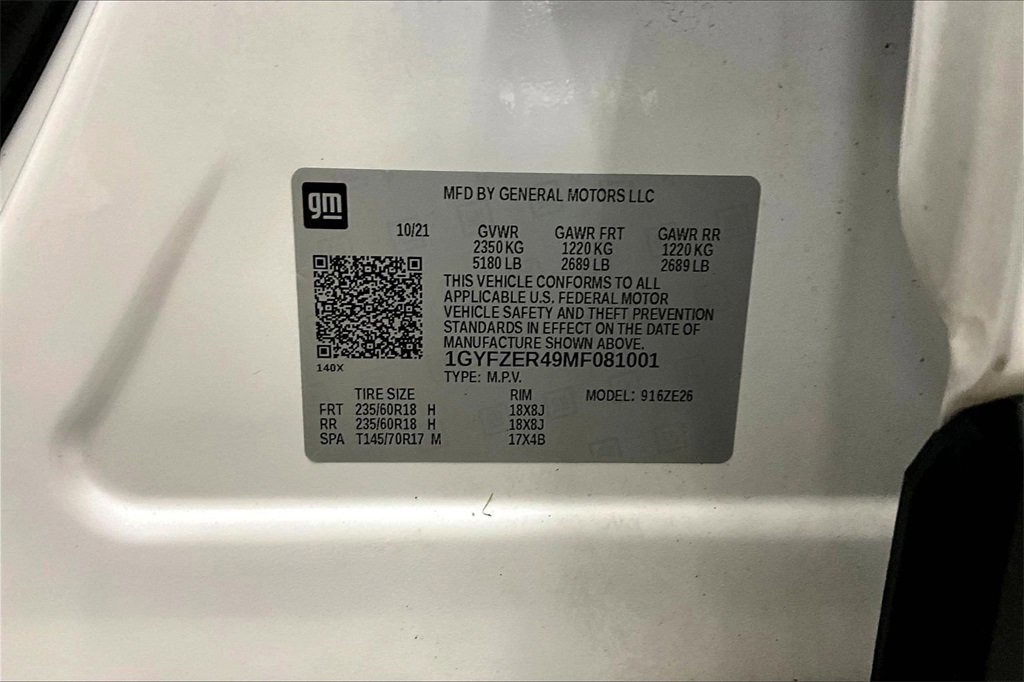 gm
MFD BY GENERAL MOTORS LLC
10/21 GVWR GAWR FRT GAWR RR
2350 KG 1220 KG 1220 KG
5180 LB 2689 LB 2689 LB
THIS VEHICLE CONFORMS TO ALL
APPLICABLE U.S. FEDERAL MOTOR
VEHICLE SAFETY AND THEFT PREVENTION
STANDARDS IN EFFECT ON THE DATE OF
MANUFACTURE SHOWN ABOVE.
140X
1GYFZER49MF081001
TYPE: M.P.V.
TIRE SIZE RIM MODEL: 916ZE26
FRT 235/60R18 H 18X8J
RR 235/60R18 H 18X8J
SPA T145/70R17 M 17X4B